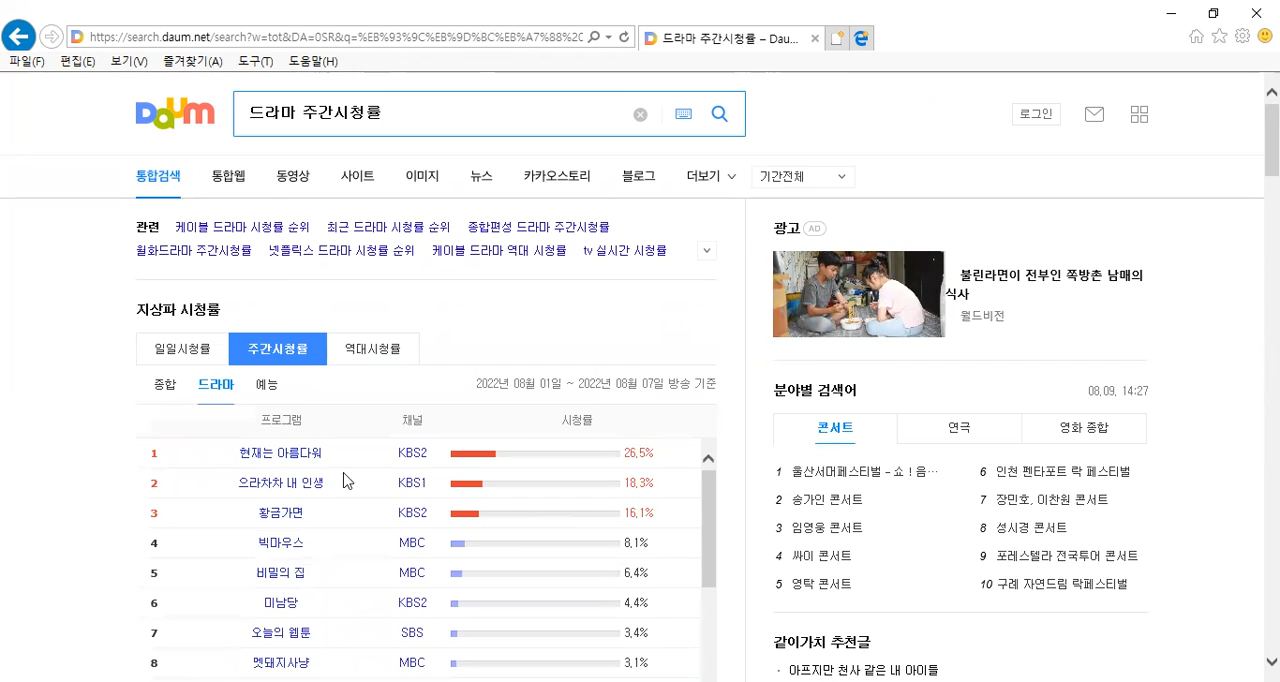 https://search.daum.net/search?w=tot&DA=0SR&q=%EB%93%9C%EB%9D%BC%EB%A7%88%2C
드라마 주간시청률 – Dau...
파일(F) 편집(E) 보기(V) 즐겨찾기(A) 도구(T) 도움말(H)
Daum
드라마 주간시청률
로그인
통합검색 통합웹 동영상 사이트 이미지 뉴스 카카오스토리 블로그 더보기 기간전체
관련 케이블 드라마 시청률 순위 최근 드라마 시청률 순위 종합편성 드라마 주간시청률
월화드라마 주간시청률 넷플릭스 드라마 시청률 순위 케이블 드라마 역대 시청률 tv 실시간 시청률
지상파 시청률
일일시청률 주간시청률 역대시청률
종합 드라마 예능 2022년 08월 01일 ~ 2022년 08월 07일 방송 기준
프로그램 채널 시청률
1 현재는 아름다워 KBS2 26,5%
2 으라차차 내 인생 KBS1 18,3%
3 황금가면 KBS2 16,1%
4 빅마우스 MBC 8,1%
5 비밀의 집 MBC 6,4%
6 미남당 KBS2 4,4%
7 오늘의 웹툰 SBS 3,4%
8 멧돼지사냥 MBC 3,1%
광고 AD
불린라면이 전부인 쪽방촌 남매의
식사
월드비전
분야별 검색어 08,09, 14:27
콘서트 연극 영화 종합
1 울산서머페스티벌 – 쇼 ! 음…
2 송가인 콘서트
3 임영웅 콘서트
4 싸이 콘서트
5 영탁 콘서트
6 인천 펜타포트 락 페스티벌
7 장민호, 이찬원 콘서트
8 성시경 콘서트
9 포레스텔라 전국투어 콘서트
10 구례 자연드림 락페스티벌
같이가치 추천글
· 아프지만 천사 같은 내 아이들